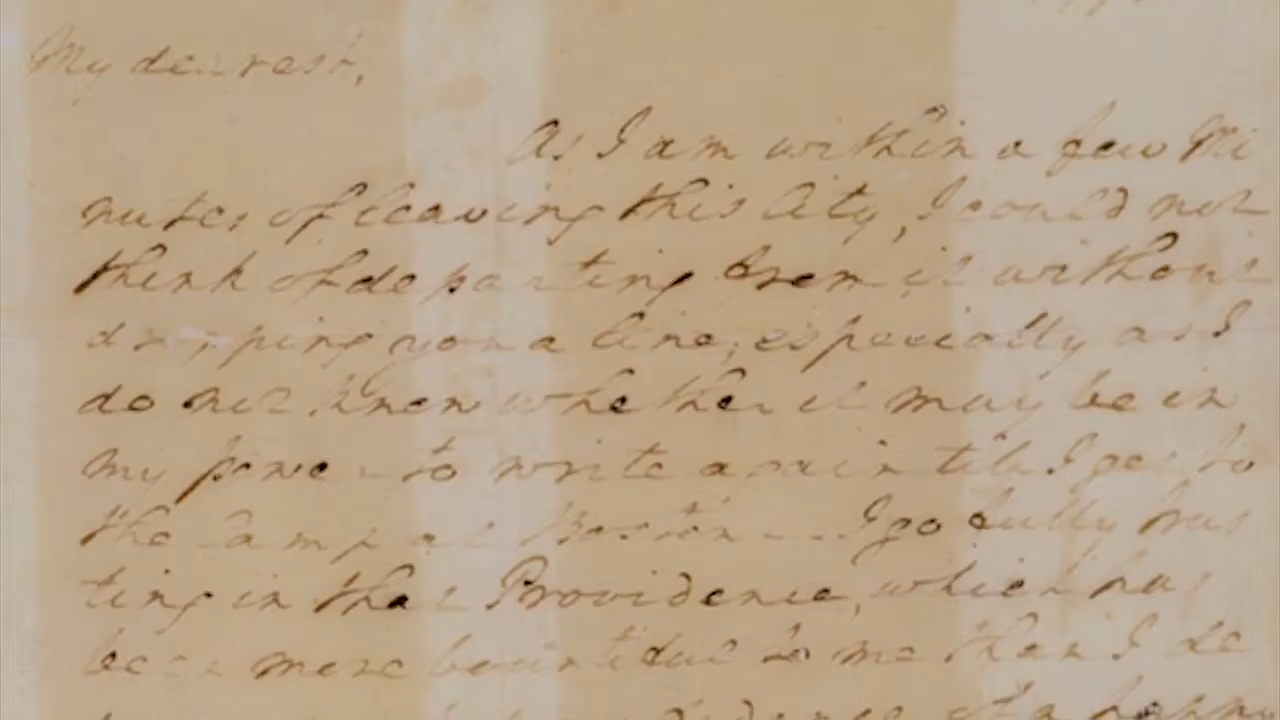 My dearest,
As I am within a few Mi
nutes of leaving this City, I could not
think of departing from it without
dropping you a line; especially as I
do not know whether it may be in
my power to write again till I get to
the Camp at Boston — I go fully trus
ting in that Providence, which has
been more bountiful to me than I de
of a happy